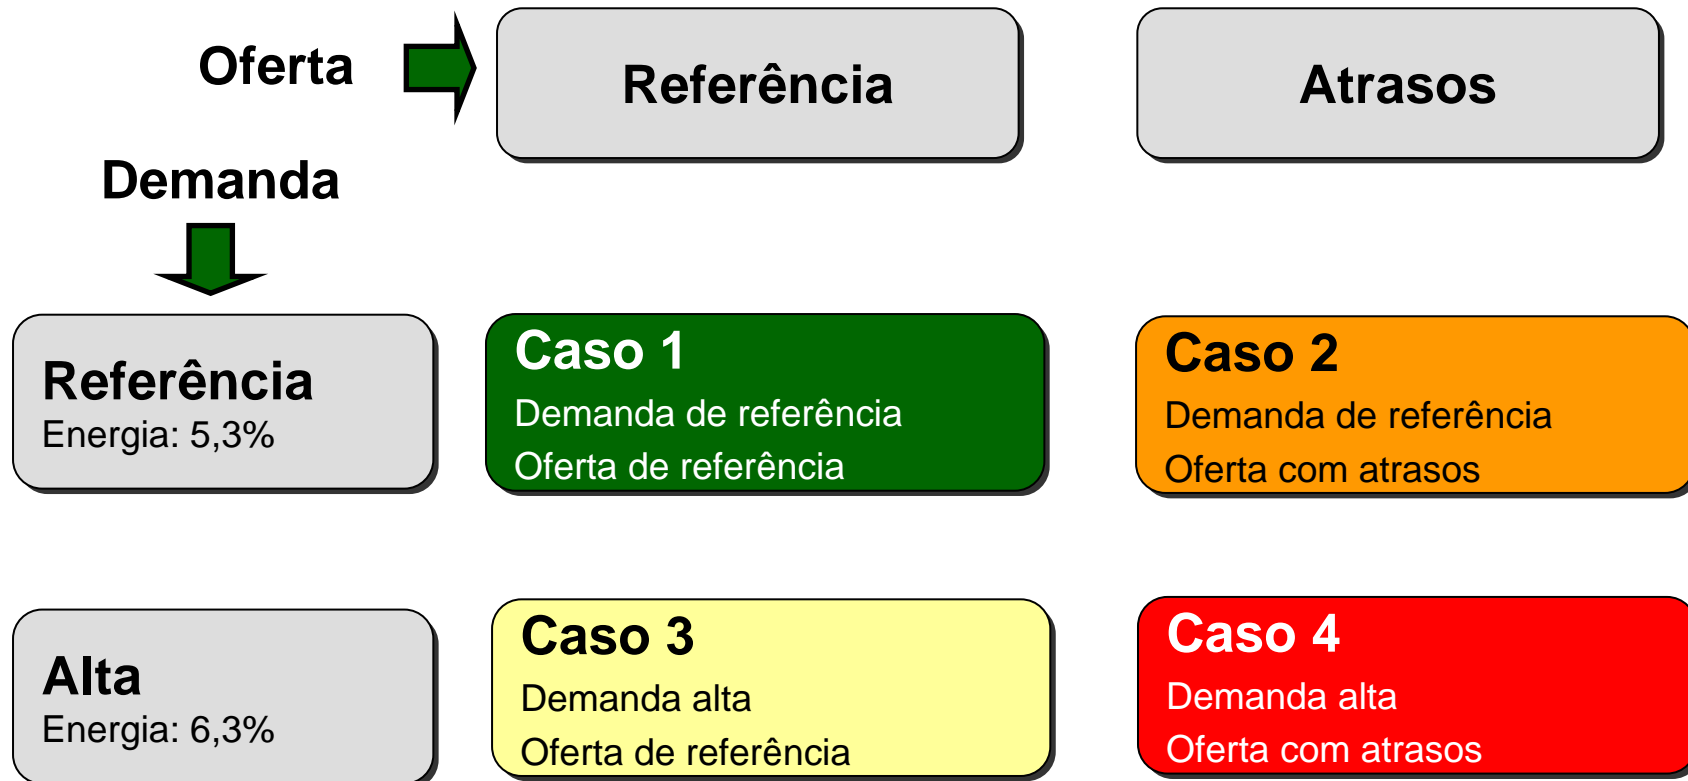 Oferta
Referência
Atrasos
Demanda
Referência
Energia: 5,3%
Caso 1
Demanda de referência
Oferta de referência
Caso 2
Demanda de referência
Oferta com atrasos
Alta
Energia: 6,3%
Caso 3
Demanda alta
Oferta de referência
Caso 4
Demanda alta
Oferta com atrasos